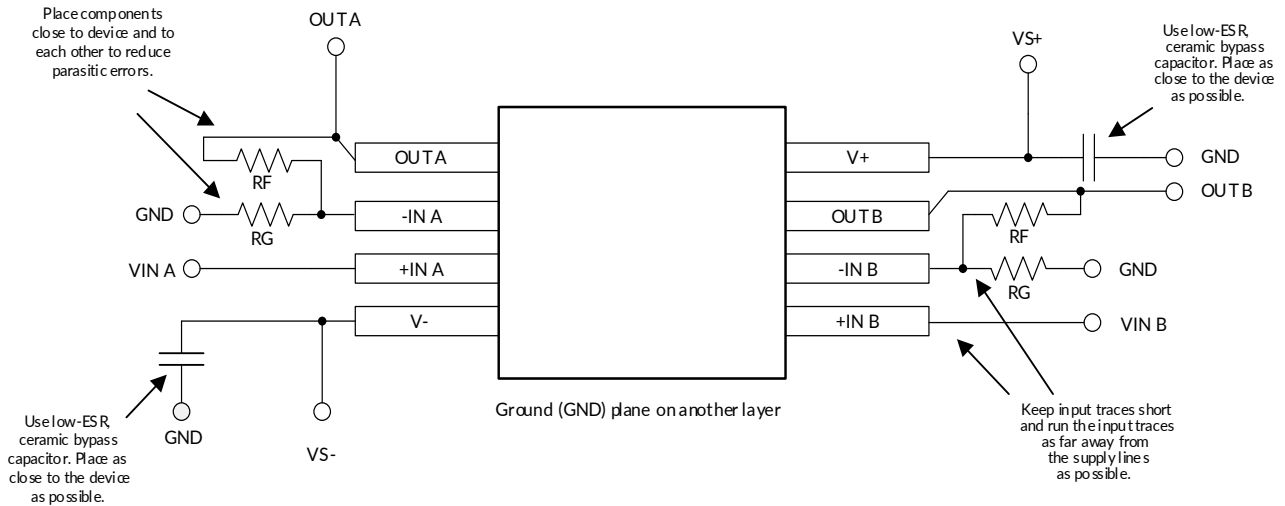 Place components
close to device and to
each other to reduce
parasitic errors.
OUT A
VS+
Use low-ESR,
ceramic bypass
capacitor. Place as
close to the device
as possible.
OUT A
V+
GND
RF
OUT B
OUT B
GND
-IN A
RG
RF
VIN A
+IN A
-IN B
GND
RG
V-
+IN B
VIN B
Ground (GND) plane on another layer
Use low-ESR,
ceramic bypass
capacitor. Place as
close to the device
as possible.
GND
VS-
Keep input traces short
and run the input traces
as far away from
the supply lines
as possible.